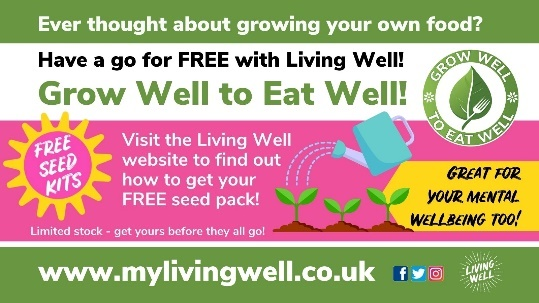 Ever thought about growing your own food?
Have a go for FREE with Living Well!
Grow Well to Eat Well!
GROW WELL
TO EAT WELL
FREE
SEED
KITS
Visit the Living Well
website to find out
how to get your
FREE seed pack!
Limited stock - get yours before they all go!
GREAT FOR
YOUR MENTAL
WELLBEING TOO!
www.mylivingwell.co.uk
LIVING
WELL